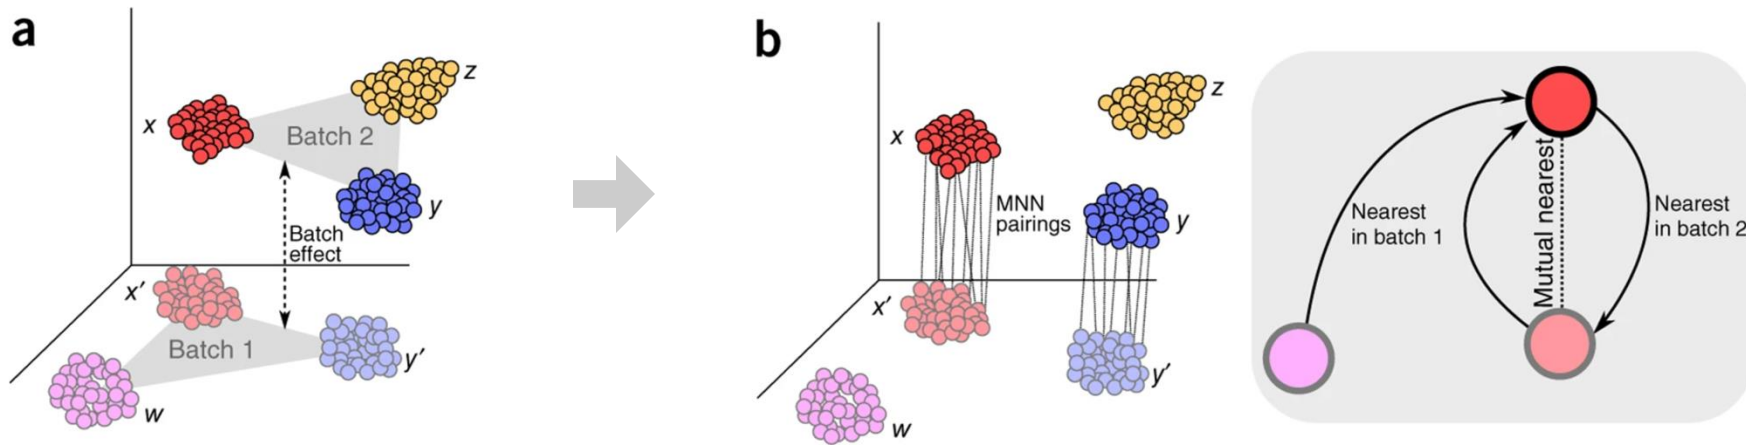 a
z
x
Batch 2
y
Batch
effect
x′
Batch 1
y′
w
b
z
x
MNN
pairings
y
x′
y′
w
Nearest
in batch 1
Mutual nearest
Nearest
in batch 2